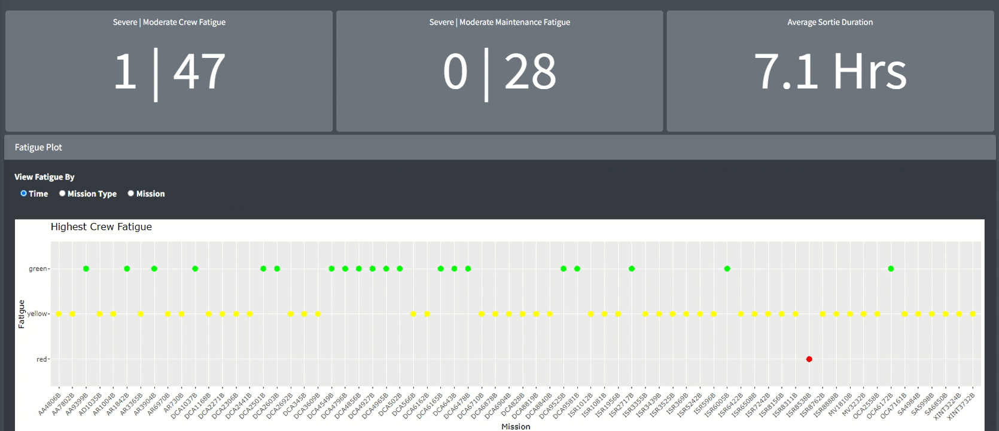 Severe | Moderate Crew Fatigue
1 | 47
Severe | Moderate Maintenance Fatigue
0 | 28
Average Sortie Duration
7.1 Hrs
Fatigue Plot
View Fatigue By
Time
Mission Type
Mission
Highest Crew Fatigue
Fatigue
green
yellow
red
AA4806B
AA7802B
AA9399B
AD1035B
AR1004B
AR1842B
AR3365B
AR3904B
AR6970B
AR730B
DCA1037B
DCA1168B
DCA2271B
DCA2306B
DCA2441B
DCA2501B
DCA2603B
DCA2692B
DCA345B
DCA3609B
DCA4549B
DCA4796B
DCA4856B
DCA4927B
DCA4965B
DCA502B
DCA566B
DCA6162B
DCA6165B
DCA643B
DCA6478B
DCA6710B
DCA6878B
DCA6904B
DCA828B
DCA8819B
DCA8840B
DCA9525B
DCA9581B
ISR1012B
ISR1081B
ISR1956B
ISR2717B
ISR3355B
ISR3439B
ISR3525B
ISR369B
ISR5242B
ISR596B
ISR6005B
ISR6422B
ISR6508B
ISR7242B
ISR8156B
ISR8311B
ISR8538B
ISR8762B
ISR8868B
MV1810B
MV3232B
OCA2558B
OCA6172B
OCA7161B
SA4984B
SA5998B
SA6850B
XINT3224B
XINT3732B
Mission